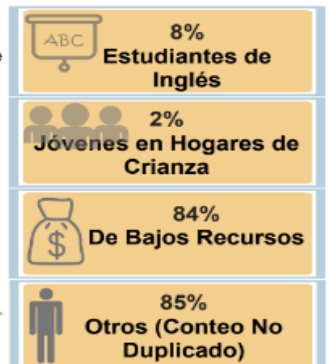 ABC
8%
Estudiantes de
Inglés
2%
Jóvenes en Hogares de
Crianza
$
84%
De Bajos Recursos
85%
Otros (Conteo No
Duplicado)